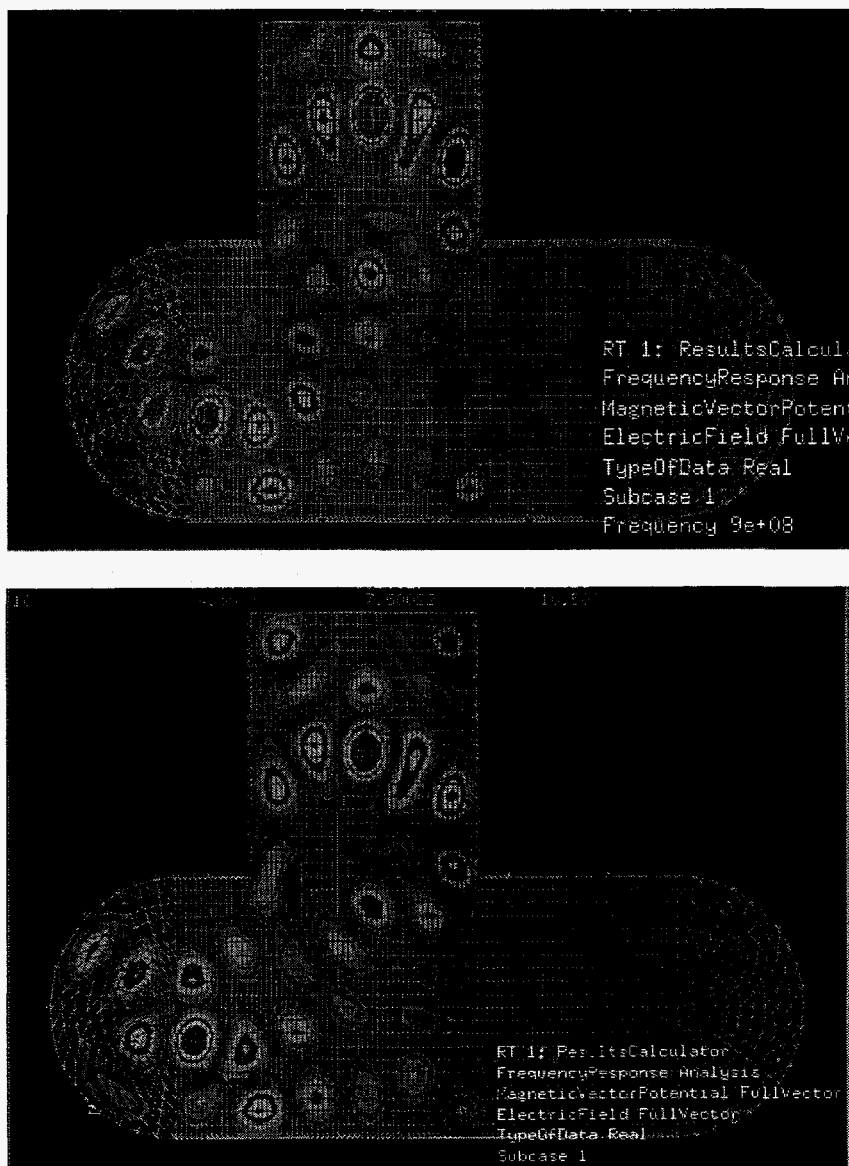 RT 1: ResultsCalcul
FrequencyResponse An
MagneticVectorPotent
ElectricField FullVe
TypeOfData Real
Subcase 1
Frequency 9e+08
RT 1: ResultsCalculator
FrequencyResponse Analysis
MagneticVectorPotential FullVector
ElectricField FullVector
TypeOfData Real
Subcase 1